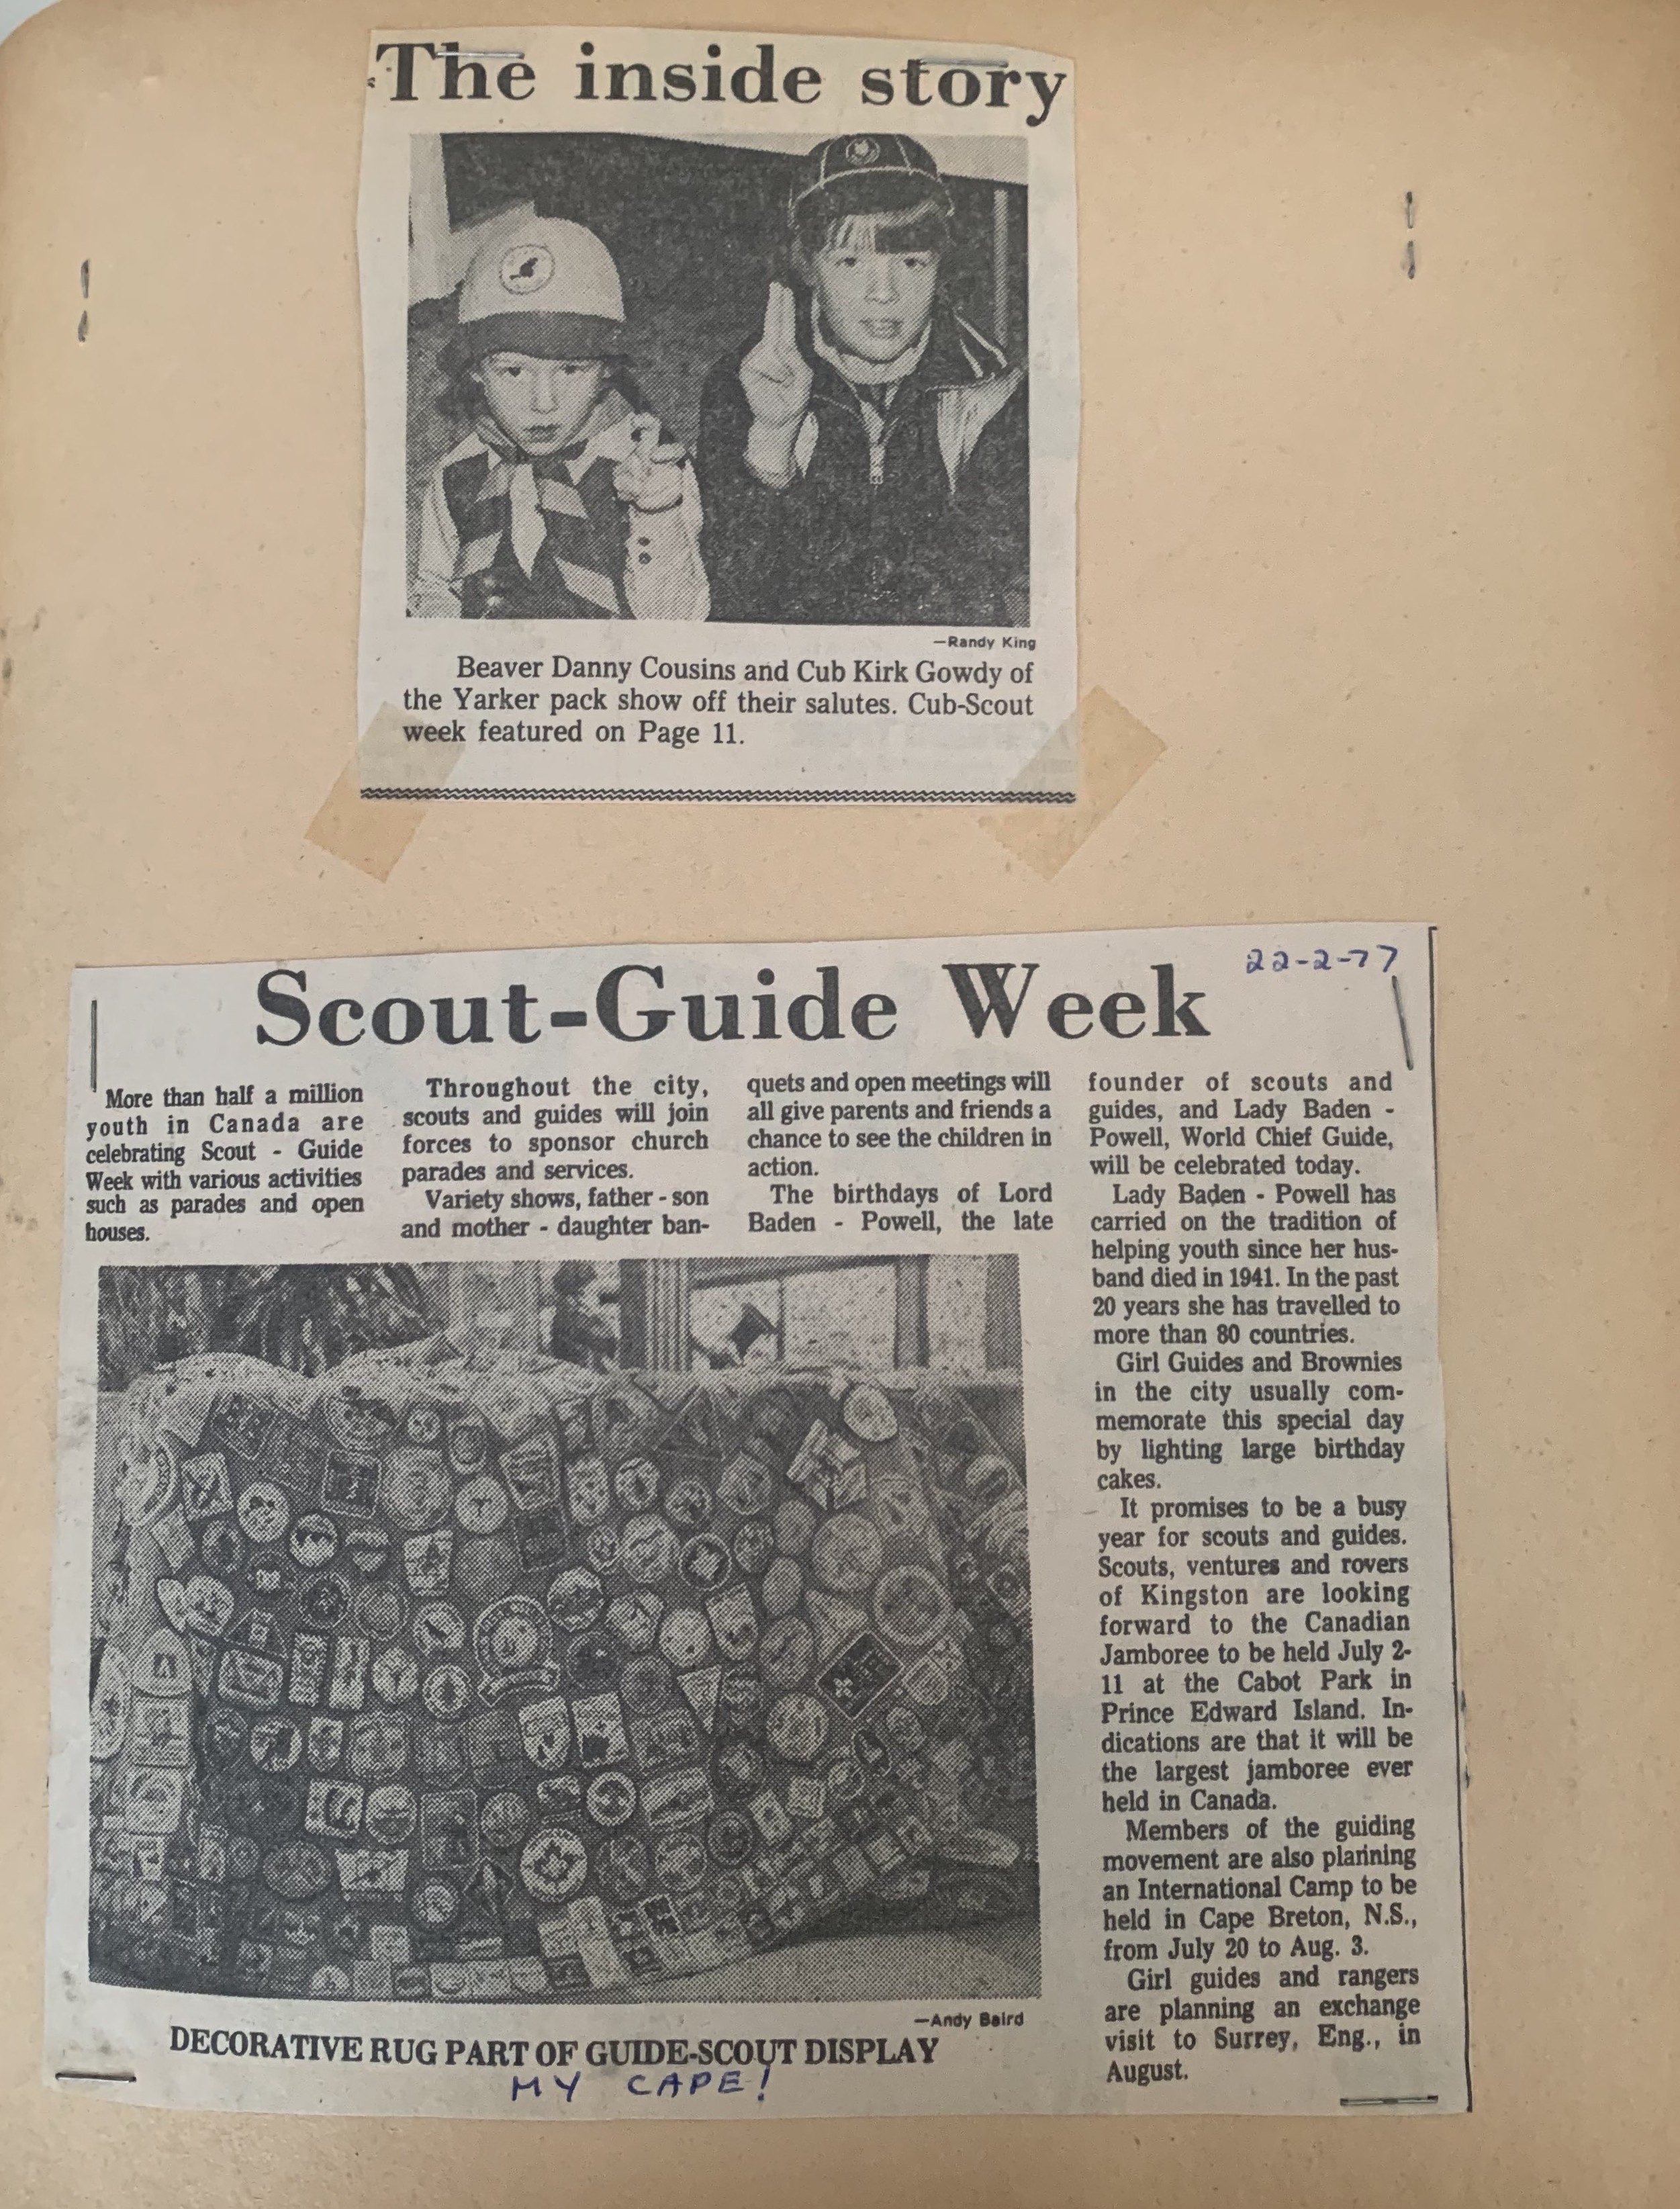 The inside story
—Randy King
Beaver Danny Cousins and Cub Kirk Gowdy of
the Yarker pack show off their salutes. Cub-Scout
week featured on Page 11.
22-2-77
Scout-Guide Week
More than half a million
youth in Canada are
celebrating Scout - Guide
Week with various activities
such as parades and open
houses.
Throughout the city,
scouts and guides will join
forces to sponsor church
parades and services.
Variety shows, father - son
and mother - daughter ban-
quets and open meetings will
all give parents and friends a
chance to see the children in
action.
The birthdays of Lord
Baden - Powell, the late
founder of scouts and
guides, and Lady Baden -
Powell, World Chief Guide,
will be celebrated today.
Lady Baden - Powell has
carried on the tradition of
helping youth since her hus-
band died in 1941. In the past
20 years she has travelled to
more than 80 countries.
Girl Guides and Brownies
in the city usually com-
memorate this special day
by lighting large birthday
cakes.
It promises to be a busy
year for scouts and guides.
Scouts, ventures and rovers
of Kingston are looking
forward to the Canadian
Jamboree to be held July 2-
11 at the Cabot Park in
Prince Edward Island. In-
dications are that it will be
the largest jamboree ever
held in Canada.
Members of the guiding
movement are also planning
an International Camp to be
held in Cape Breton, N.S.,
from July 20 to Aug. 3.
Girl guides and rangers
are planning an exchange
visit to Surrey, Eng., in
August.
—Andy Baird
DECORATIVE RUG PART OF GUIDE-SCOUT DISPLAY
MY CAPE!